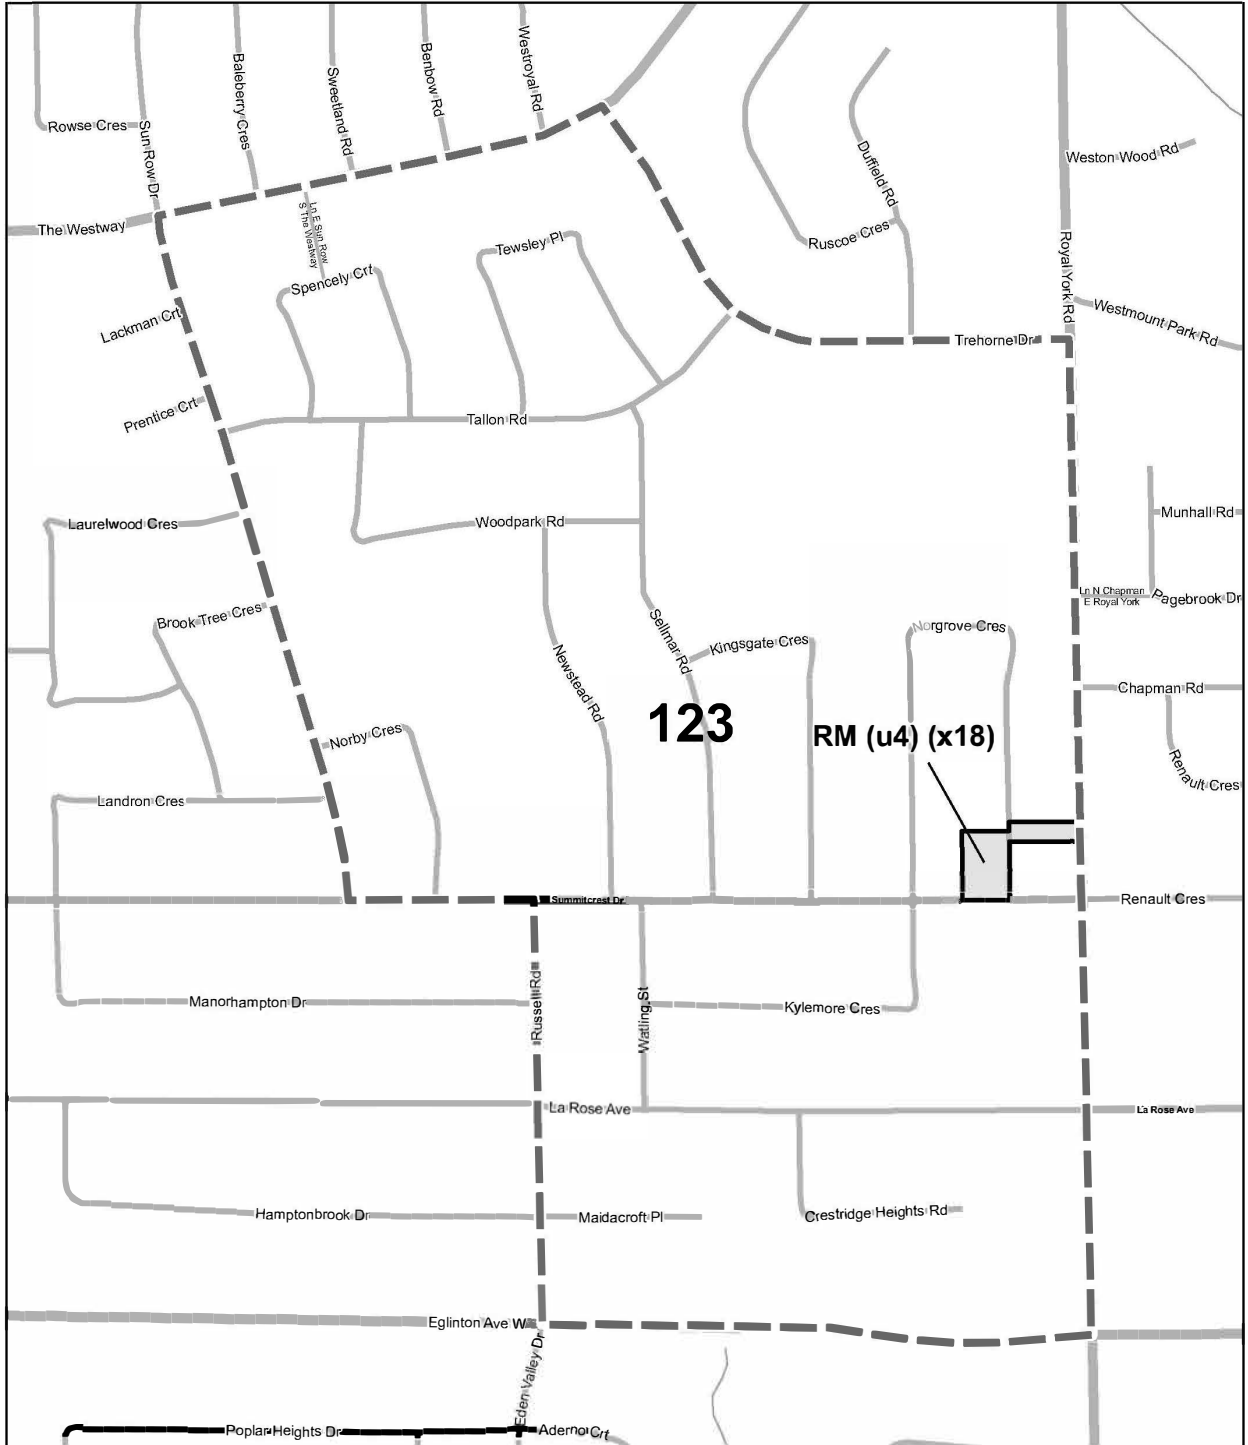 Rowse Cres
Sun Row Dr
Baleberry Cres
Sweetland Rd
Benbow Rd
Westroyal Rd
Duffield Rd
Weston Wood Rd
The Westway
Ln E Sun Row
S The Westway
Spencely Crt
Tewsley Pl
Ruscoe Cres
Royal York Rd
Westmount Park Rd
Lackman Crt
Trehorne Dr
Prentice Crt
Tallon Rd
Laurelwood Cres
Woodpark Rd
Munhall Rd
Ln N Chapman
E Royal York
Pagebrook Dr
Brook Tree Cres
Sellmar Rd
Kingsgate Cres
Norgrove Cres
Newstead Rd
Chapman Rd
123
RM (u4) (x18)
Norby Cres
Renault Cres
Landron Cres
Summitcrest Dr
Renault Cres
Manorhampton Dr
Russell Rd
Watling St
Kylemore Cres
La Rose Ave
La Rose Ave
Hamptonbrook Dr
Maidacroft Pl
Crestridge Heights Rd
Eglinton Ave W
Eden Valley Dr
Poplar Heights Dr
Aderno Crt